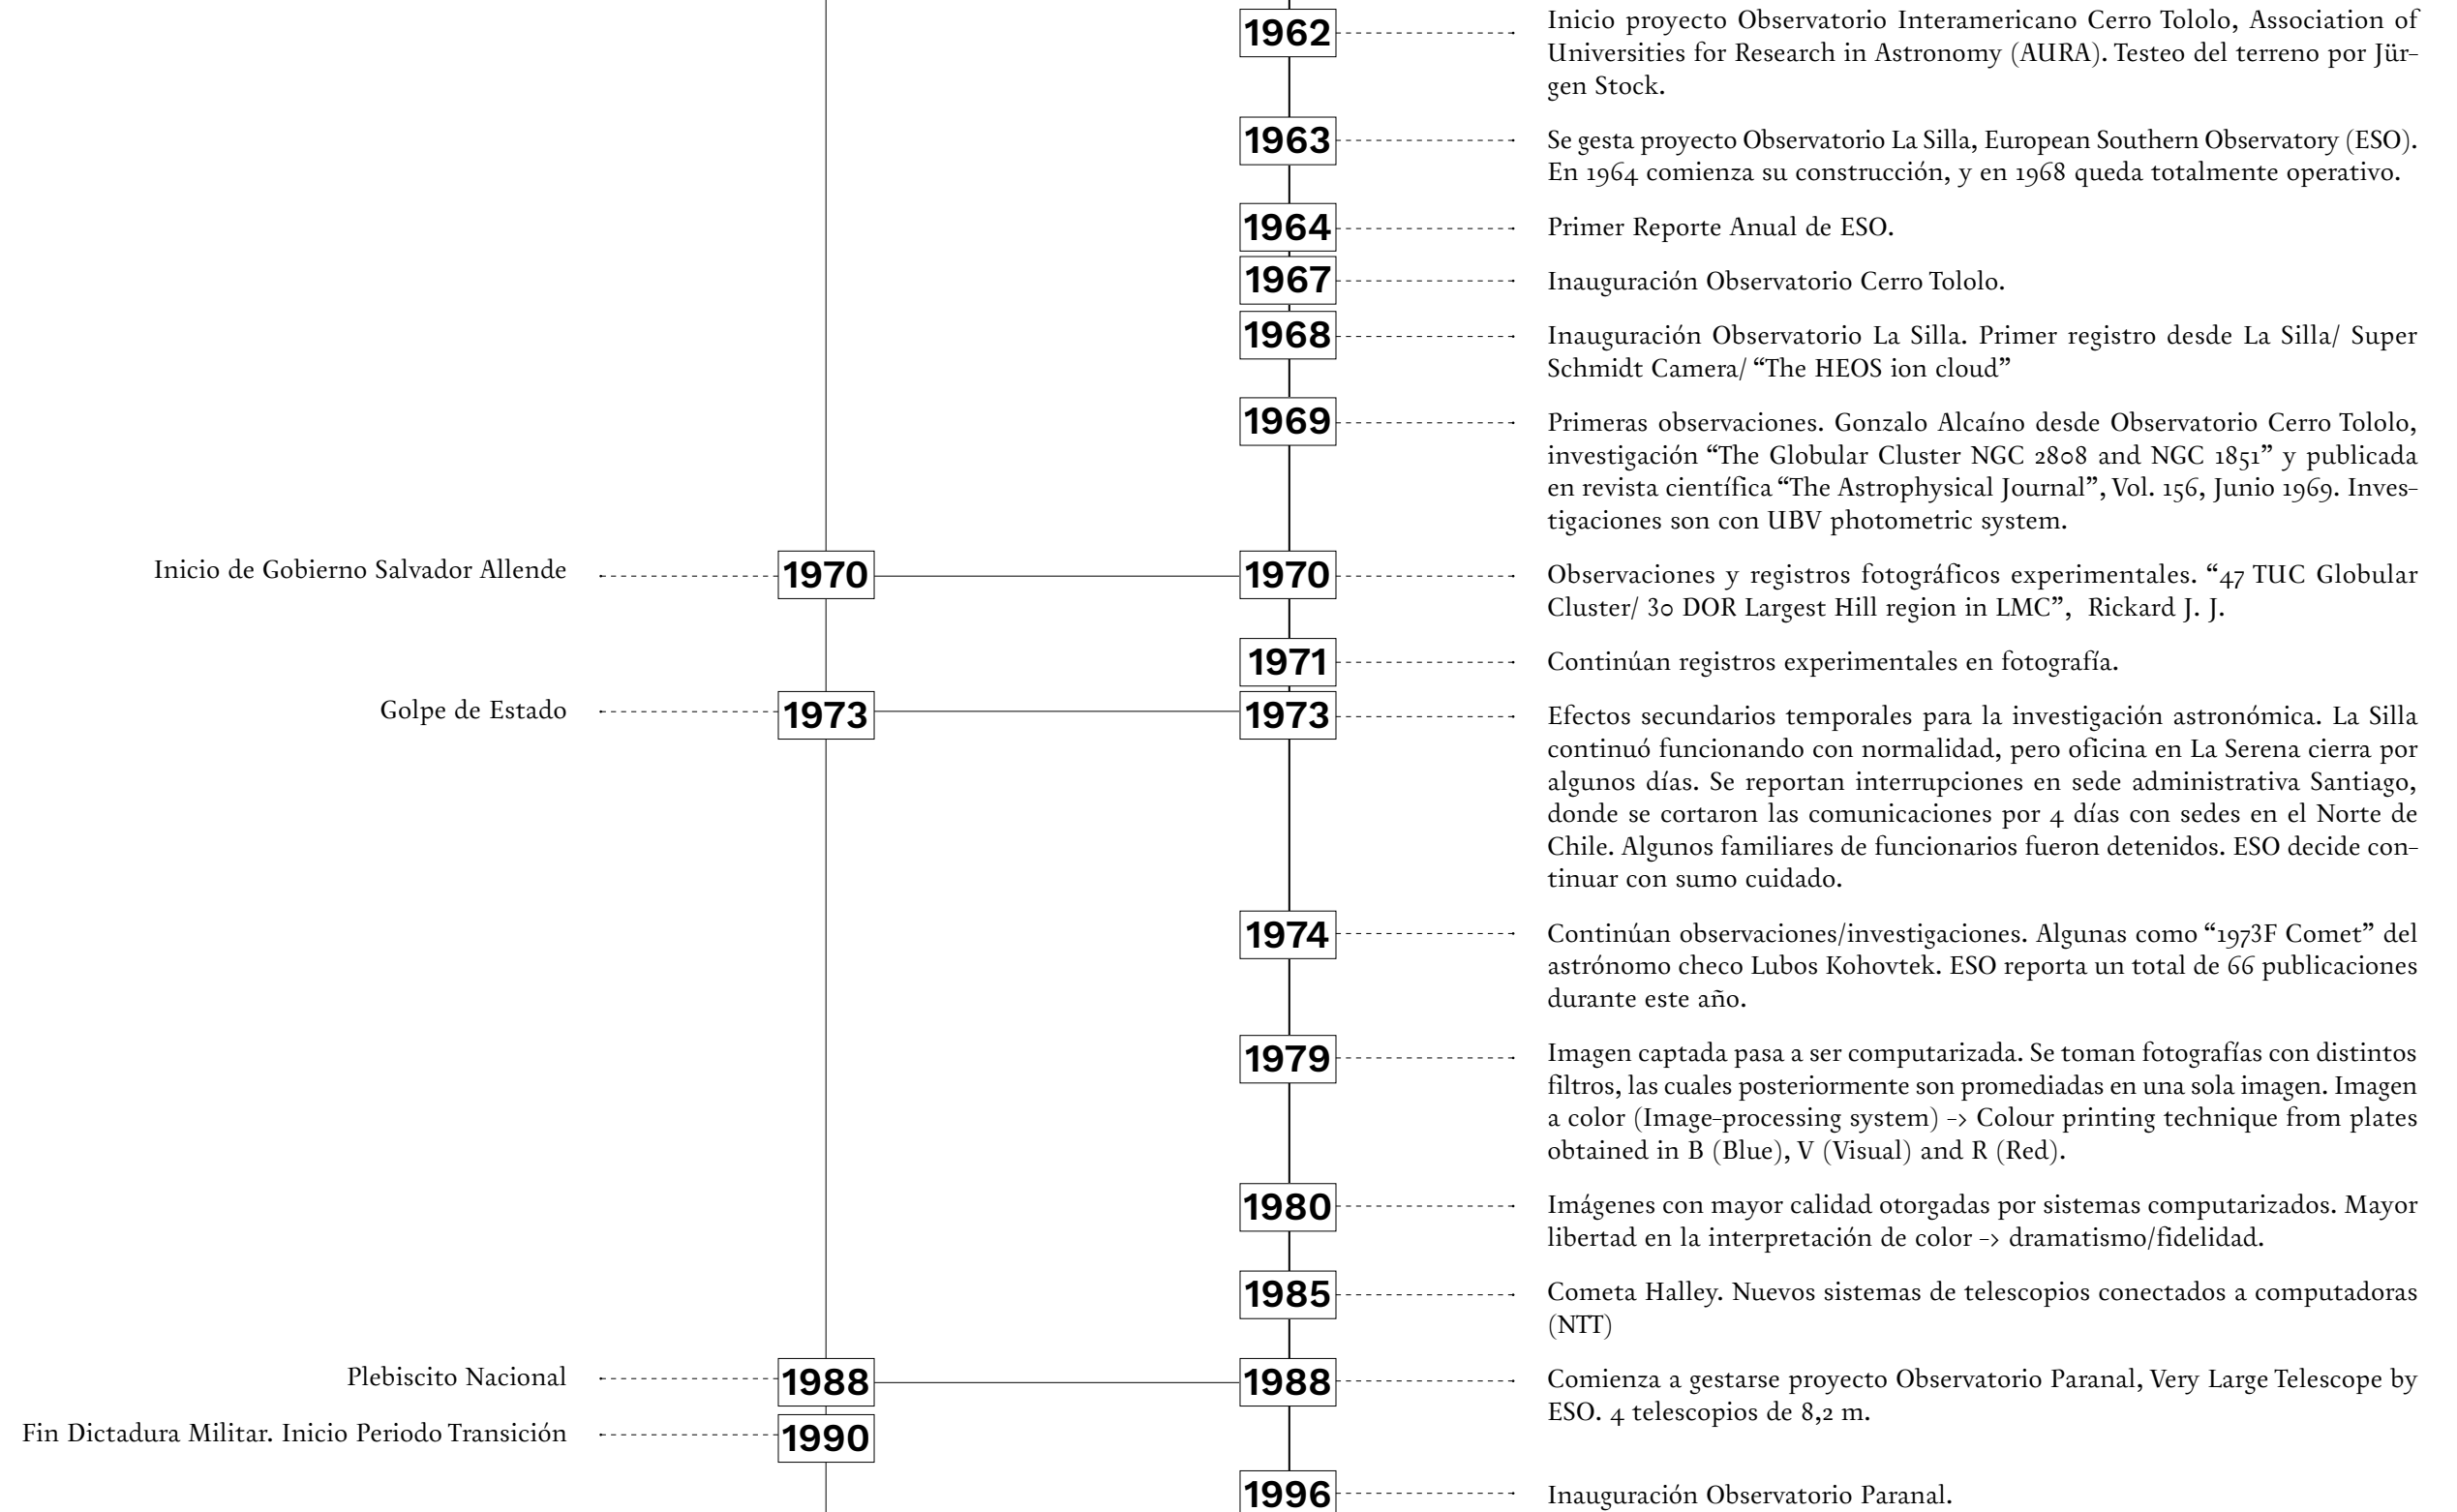 1962
Inicio proyecto Observatorio Interamericano Cerro Tololo, Association of
Universities for Research in Astronomy (AURA). Testeo del terreno por Jür-
gen Stock.
1963
Se gesta proyecto Observatorio La Silla, European Southern Observatory (ESO).
En 1964 comienza su construcción, y en 1968 queda totalmente operativo.
1964
Primer Reporte Anual de ESO.
1967
Inauguración Observatorio Cerro Tololo.
1968
Inauguración Observatorio La Silla. Primer registro desde La Silla/ Super
Schmidt Camera/ “The HEOS ion cloud”
1969
Primeras observaciones. Gonzalo Alcaíno desde Observatorio Cerro Tololo,
investigación “The Globular Cluster NGC 2808 and NGC 1851” y publicada
en revista científica “The Astrophysical Journal”, Vol. 156, Junio 1969. Inves-
tigaciones son con UBV photometric system.
Inicio de Gobierno Salvador Allende
1970
1970
Observaciones y registros fotográficos experimentales. “47 TUC Globular
Cluster/ 30 DOR Largest Hill region in LMC”, Rickard J. J.
1971
Continúan registros experimentales en fotografía.
Golpe de Estado
1973
1973
Efectos secundarios temporales para la investigación astronómica. La Silla
continuó funcionando con normalidad, pero oficina en La Serena cierra por
algunos días. Se reportan interrupciones en sede administrativa Santiago,
donde se cortaron las comunicaciones por 4 días con sedes en el Norte de
Chile. Algunos familiares de funcionarios fueron detenidos. ESO decide con-
tinuar con sumo cuidado.
1974
Continúan observaciones/investigaciones. Algunas como “1973F Comet” del
astrónomo checo Lubos Kohovtek. ESO reporta un total de 66 publicaciones
durante este año.
1979
Imagen captada pasa a ser computarizada. Se toman fotografías con distintos
filtros, las cuales posteriormente son promediadas en una sola imagen. Imagen
a color (Image-processing system) -> Colour printing technique from plates
obtained in B (Blue), V (Visual) and R (Red).
1980
Imágenes con mayor calidad otorgadas por sistemas computarizados. Mayor
libertad en la interpretación de color -> dramatismo/fidelidad.
1985
Cometa Halley. Nuevos sistemas de telescopios conectados a computadoras
(NTT)
Plebiscito Nacional
1988
1988
Comienza a gestarse proyecto Observatorio Paranal, Very Large Telescope by
ESO. 4 telescopios de 8,2 m.
Fin Dictadura Militar. Inicio Periodo Transición
1990
1996
Inauguración Observatorio Paranal.